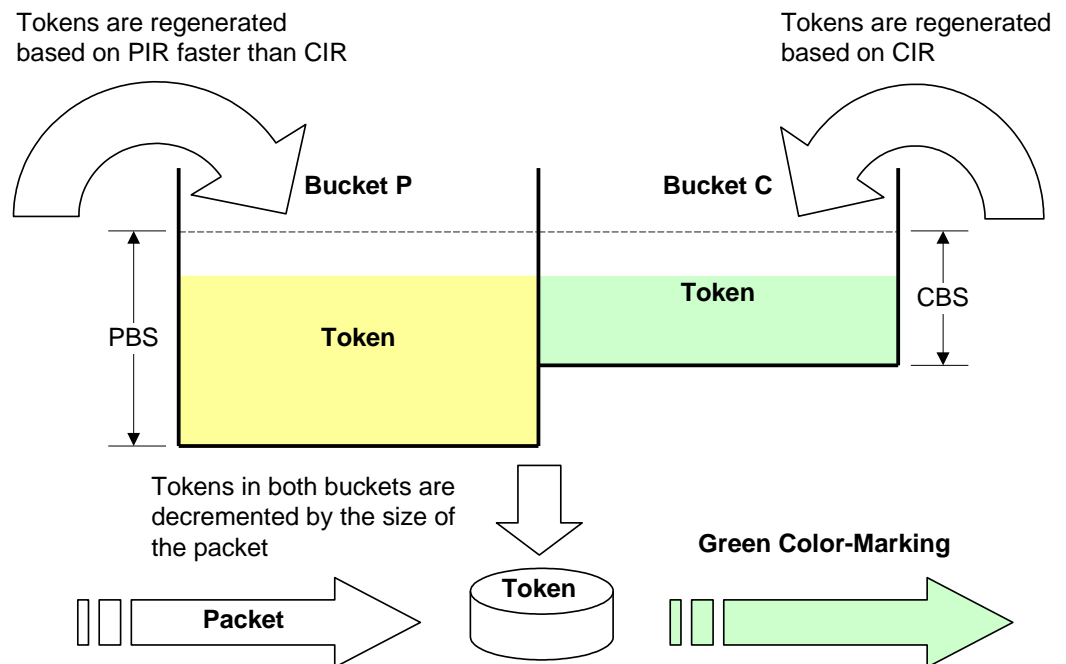 Tokens are regenerated
based on PIR faster than CIR
Tokens are regenerated
based on CIR
Bucket P
Bucket C
PBS
Token
Token
CBS
Tokens in both buckets are
decremented by the size of
the packet
Green Color-Marking
Packet
Token